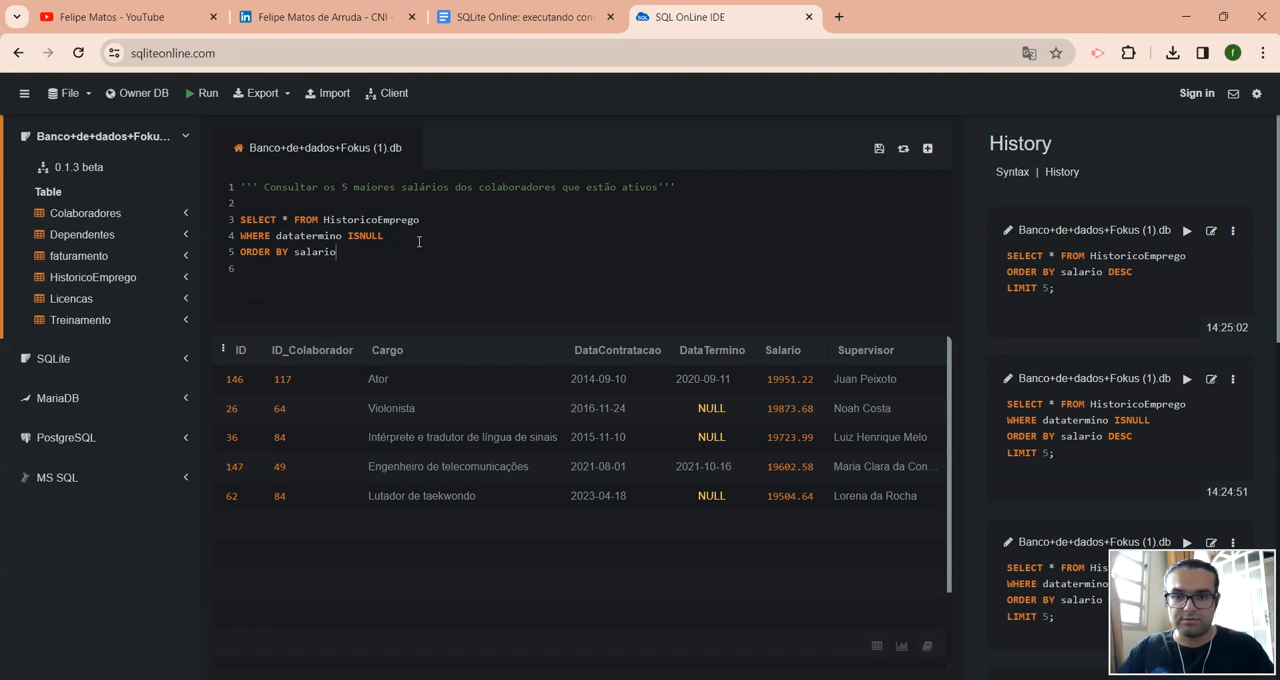 Felipe Matos - YouTube
Felipe Matos de Arruda - CNI -
SQLite Online: executando con
SQL OnLine IDE
sqliteonline.com
File
Owner DB
Run
Export
Import
Client
Sign in
Banco+de+dados+Foku...
0.1.3 beta
Table
Colaboradores
Dependentes
faturamento
HistoricoEmprego
Licencas
Treinamento
SQLite
MariaDB
PostgreSQL
MS SQL
Banco+de+dados+Fokus (1).db
1 ''' Consultar os 5 maiores salários dos colaboradores que estão ativos'''
2
3 SELECT * FROM HistoricoEmprego
4 WHERE datatermino ISNULL
5 ORDER BY salario
6
ID ID_Colaborador Cargo DataContratacao DataTermino Salario Supervisor
146 117 Ator 2014-09-10 2020-09-11 19951.22 Juan Peixoto
26 64 Violonista 2016-11-24 NULL 19873.68 Noah Costa
36 84 Intérprete e tradutor de língua de sinais 2015-11-10 NULL 19723.99 Luiz Henrique Melo
147 49 Engenheiro de telecomunicações 2021-08-01 2021-10-16 19602.58 Maria Clara da Con...
62 84 Lutador de taekwondo 2023-04-18 NULL 19504.64 Lorena da Rocha
History
Syntax | History
Banco+de+dados+Fokus (1).db
SELECT * FROM HistoricoEmprego
ORDER BY salario DESC
LIMIT 5;
14:25:02
Banco+de+dados+Fokus (1).db
SELECT * FROM HistoricoEmprego
WHERE datatermino ISNULL
ORDER BY salario DESC
LIMIT 5;
14:24:51
Banco+de+dados+Fokus (1).db
SELECT * FROM His
WHERE datatermino
ORDER BY salario
LIMIT 5;